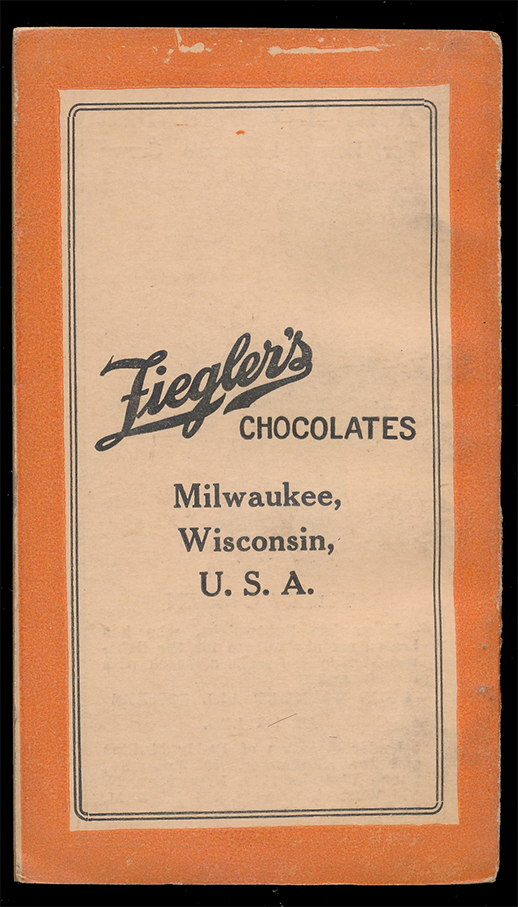 Ziegler's
CHOCOLATES
Milwaukee,
Wisconsin,
U. S. A.